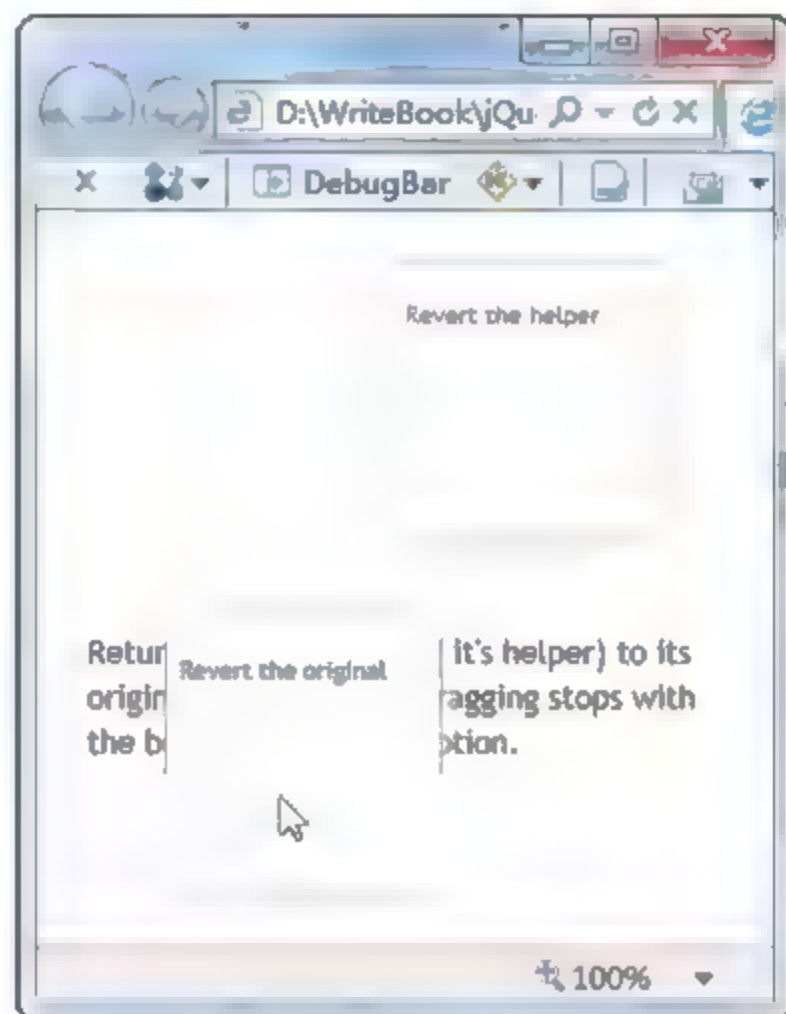 D:\WriteBook\jQu
DebugBar
Revert the helper
Retur
Revert the original
it's helper) to its
origin
ragging stops with
the b
ption.
100%